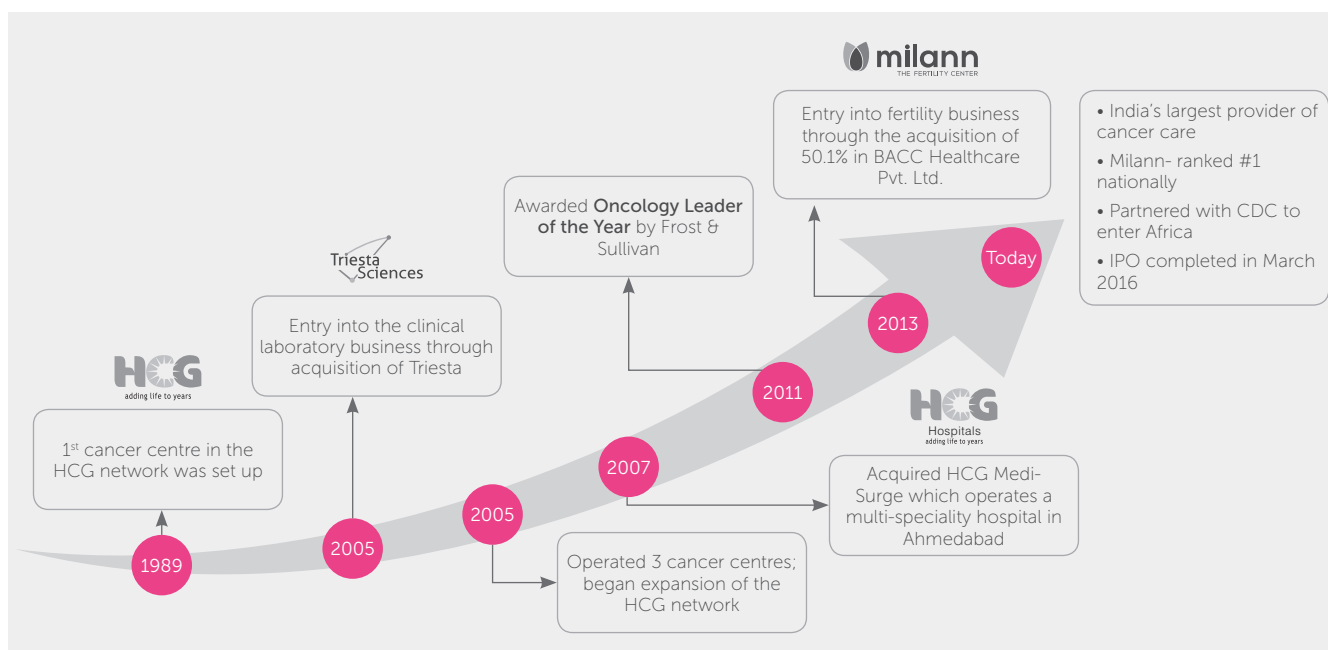 HCG
adding life to years
1st cancer centre in the
HCG network was set up
1989
Triesta
Sciences
Entry into the clinical
laboratory business through
acquisition of Triesta
2005
2005
Operated 3 cancer centres;
began expansion of the
HCG network
2007
HCG
Hospitals
adding life to years
Acquired HCG Medi-
Surge which operates a
multi-speciality hospital in
Ahmedabad
Awarded Oncology Leader
of the Year by Frost &
Sullivan
2011
milann
THE FERTILITY CENTER
Entry into fertility business
through the acquisition of
50.1% in BACC Healthcare
Pvt. Ltd.
2013
Today
• India's largest provider of
cancer care
• Milann- ranked #1
nationally
• Partnered with CDC to
enter Africa
• IPO completed in March
2016